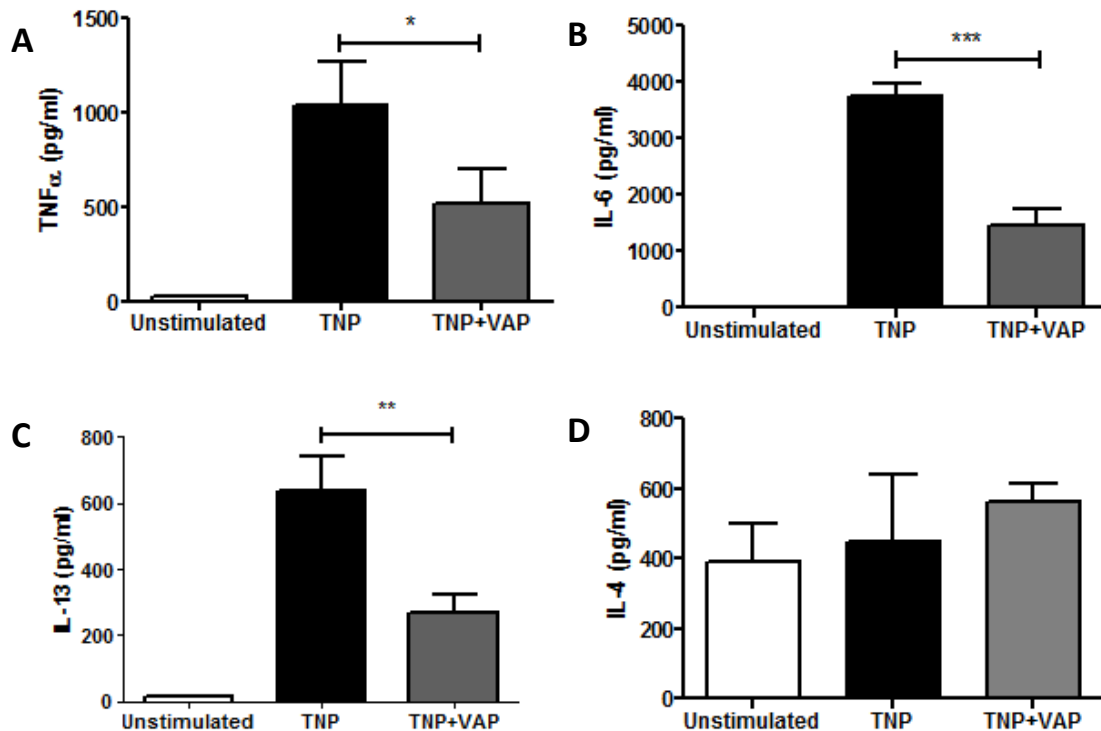 A
TNFα (pg/ml)
1500
1000
500
0
*
Unstimulated TNP TNP+VAP
B
IL-6 (pg/ml)
5000
4000
3000
2000
1000
0
***
Unstimulated TNP TNP+VAP
C
IL-13 (pg/ml)
800
600
400
200
0
**
Unstimulated TNP TNP+VAP
D
IL-4 (pg/ml)
800
600
400
200
0
Unstimulated TNP TNP+VAP